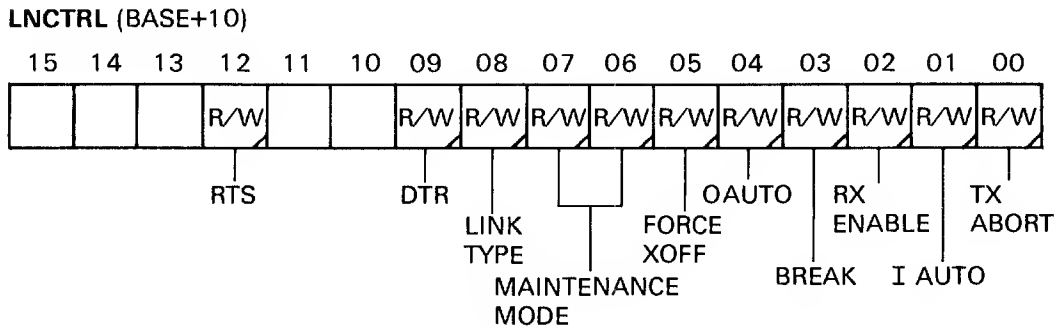 LNCTRL (BASE+10)
15 14 13 12 11 10 09 08 07 06 05 04 03 02 01 00
R/W R/W R/W R/W R/W R/W R/W R/W R/W R/W R/W
RTS DTR OAUTO RX TX
LINK FORCE ENABLE ABORT
TYPE XOFF
BREAK I AUTO
MAINTENANCE
MODE